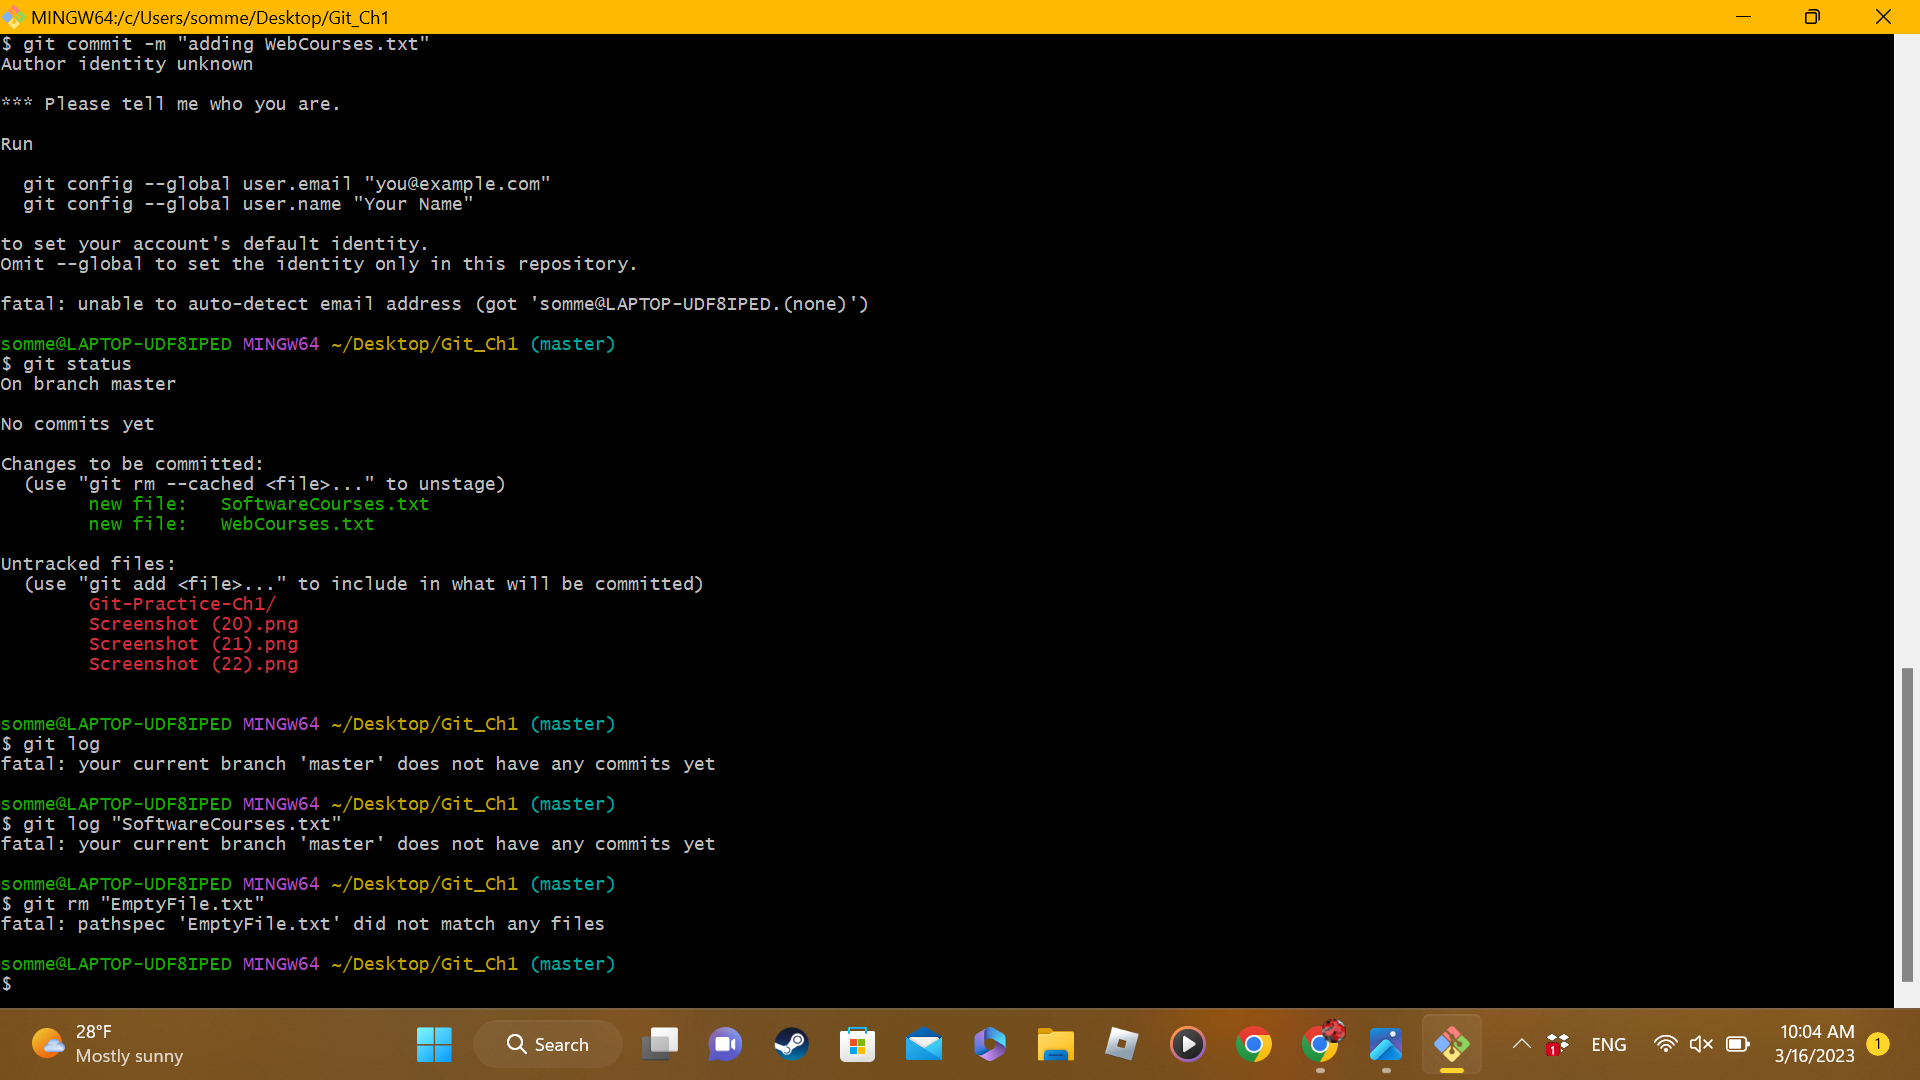 MINGW64:/c/Users/somme/Desktop/Git_Ch1
$ git commit -m "adding WebCourses.txt"
Author identity unknown
*** Please tell me who you are.
Run
  git config --global user.email "you@example.com"
  git config --global user.name "Your Name"
to set your account's default identity.
Omit --global to set the identity only in this repository.
fatal: unable to auto-detect email address (got 'somme@LAPTOP-UDF8IPED.(none)')
somme@LAPTOP-UDF8IPED MINGW64 ~/Desktop/Git_Ch1 (master)
$ git status
On branch master
No commits yet
Changes to be committed:
  (use "git rm --cached <file>..." to unstage)
        new file:   SoftwareCourses.txt
        new file:   WebCourses.txt
Untracked files:
  (use "git add <file>..." to include in what will be committed)
        Git-Practice-Ch1/
        Screenshot (20).png
        Screenshot (21).png
        Screenshot (22).png
somme@LAPTOP-UDF8IPED MINGW64 ~/Desktop/Git_Ch1 (master)
$ git log
fatal: your current branch 'master' does not have any commits yet
somme@LAPTOP-UDF8IPED MINGW64 ~/Desktop/Git_Ch1 (master)
$ git log "SoftwareCourses.txt"
fatal: your current branch 'master' does not have any commits yet
somme@LAPTOP-UDF8IPED MINGW64 ~/Desktop/Git_Ch1 (master)
$ git rm "EmptyFile.txt"
fatal: pathspec 'EmptyFile.txt' did not match any files
somme@LAPTOP-UDF8IPED MINGW64 ~/Desktop/Git_Ch1 (master)
$
28°F
Mostly sunny
Search
1
ENG
10:04 AM
3/16/2023
1